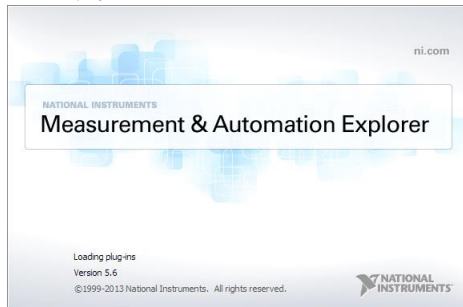 ni.com
NATIONAL INSTRUMENTS
Measurement & Automation Explorer
Loading plug-ins
Version 5.6
©1999-2013 National Instruments. All rights reserved.
NATIONAL
INSTRUMENTS